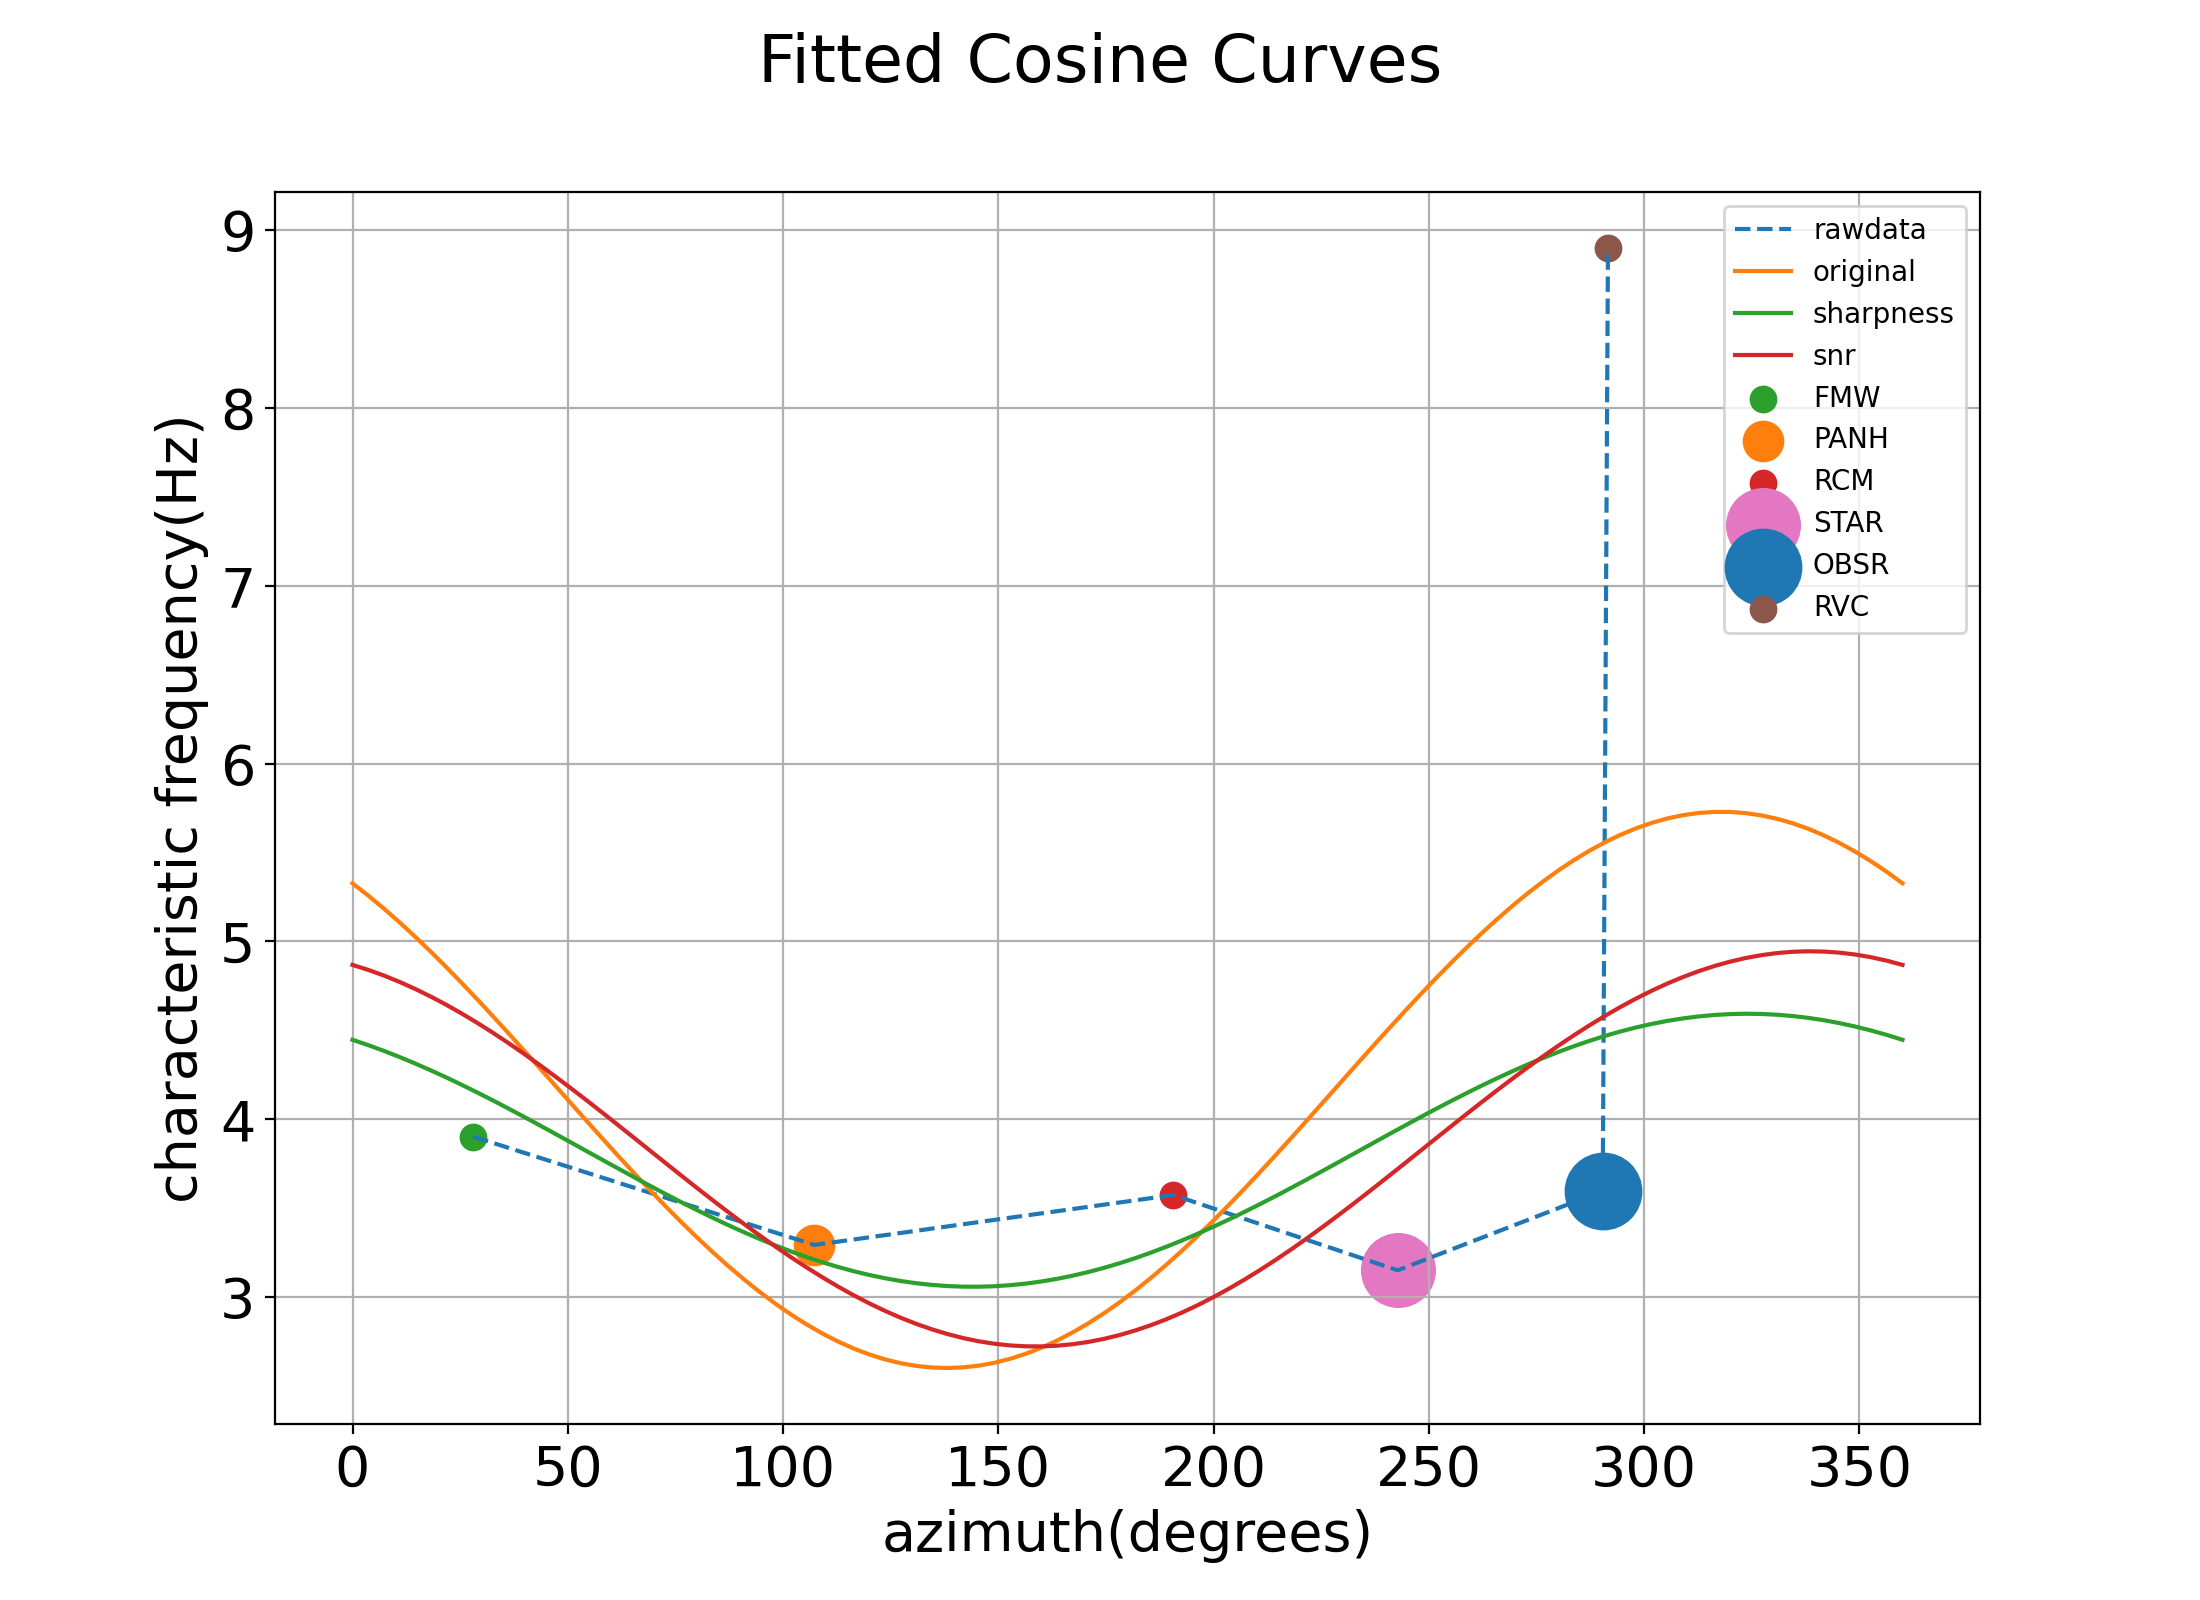 Fitted Cosine Curves
9
8
7
6
5
4
3
characteristic frequency(Hz)
rawdata
original
sharpness
snr
FMW
PANH
RCM
STAR
OBSR
RVC
0 50 100 150 200 250 300 350
azimuth(degrees)